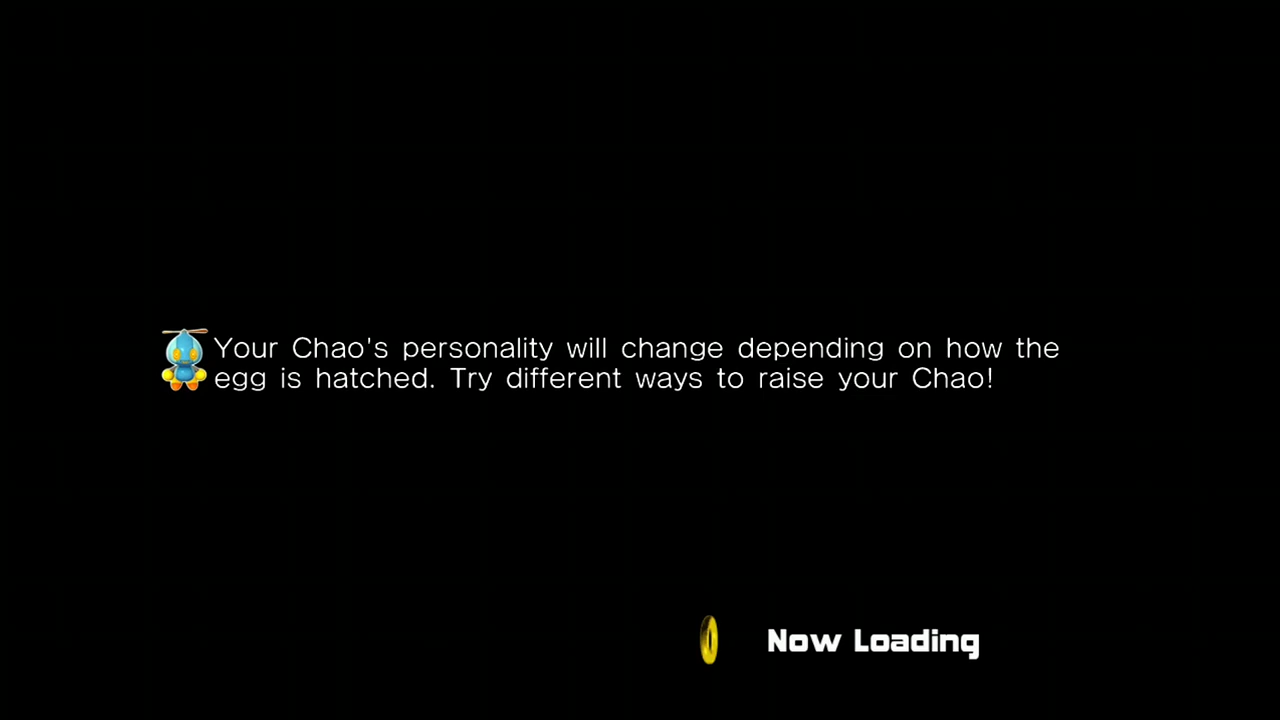 Your Chao's personality will change depending on how the
egg is hatched. Try different ways to raise your Chao!
Now Loading